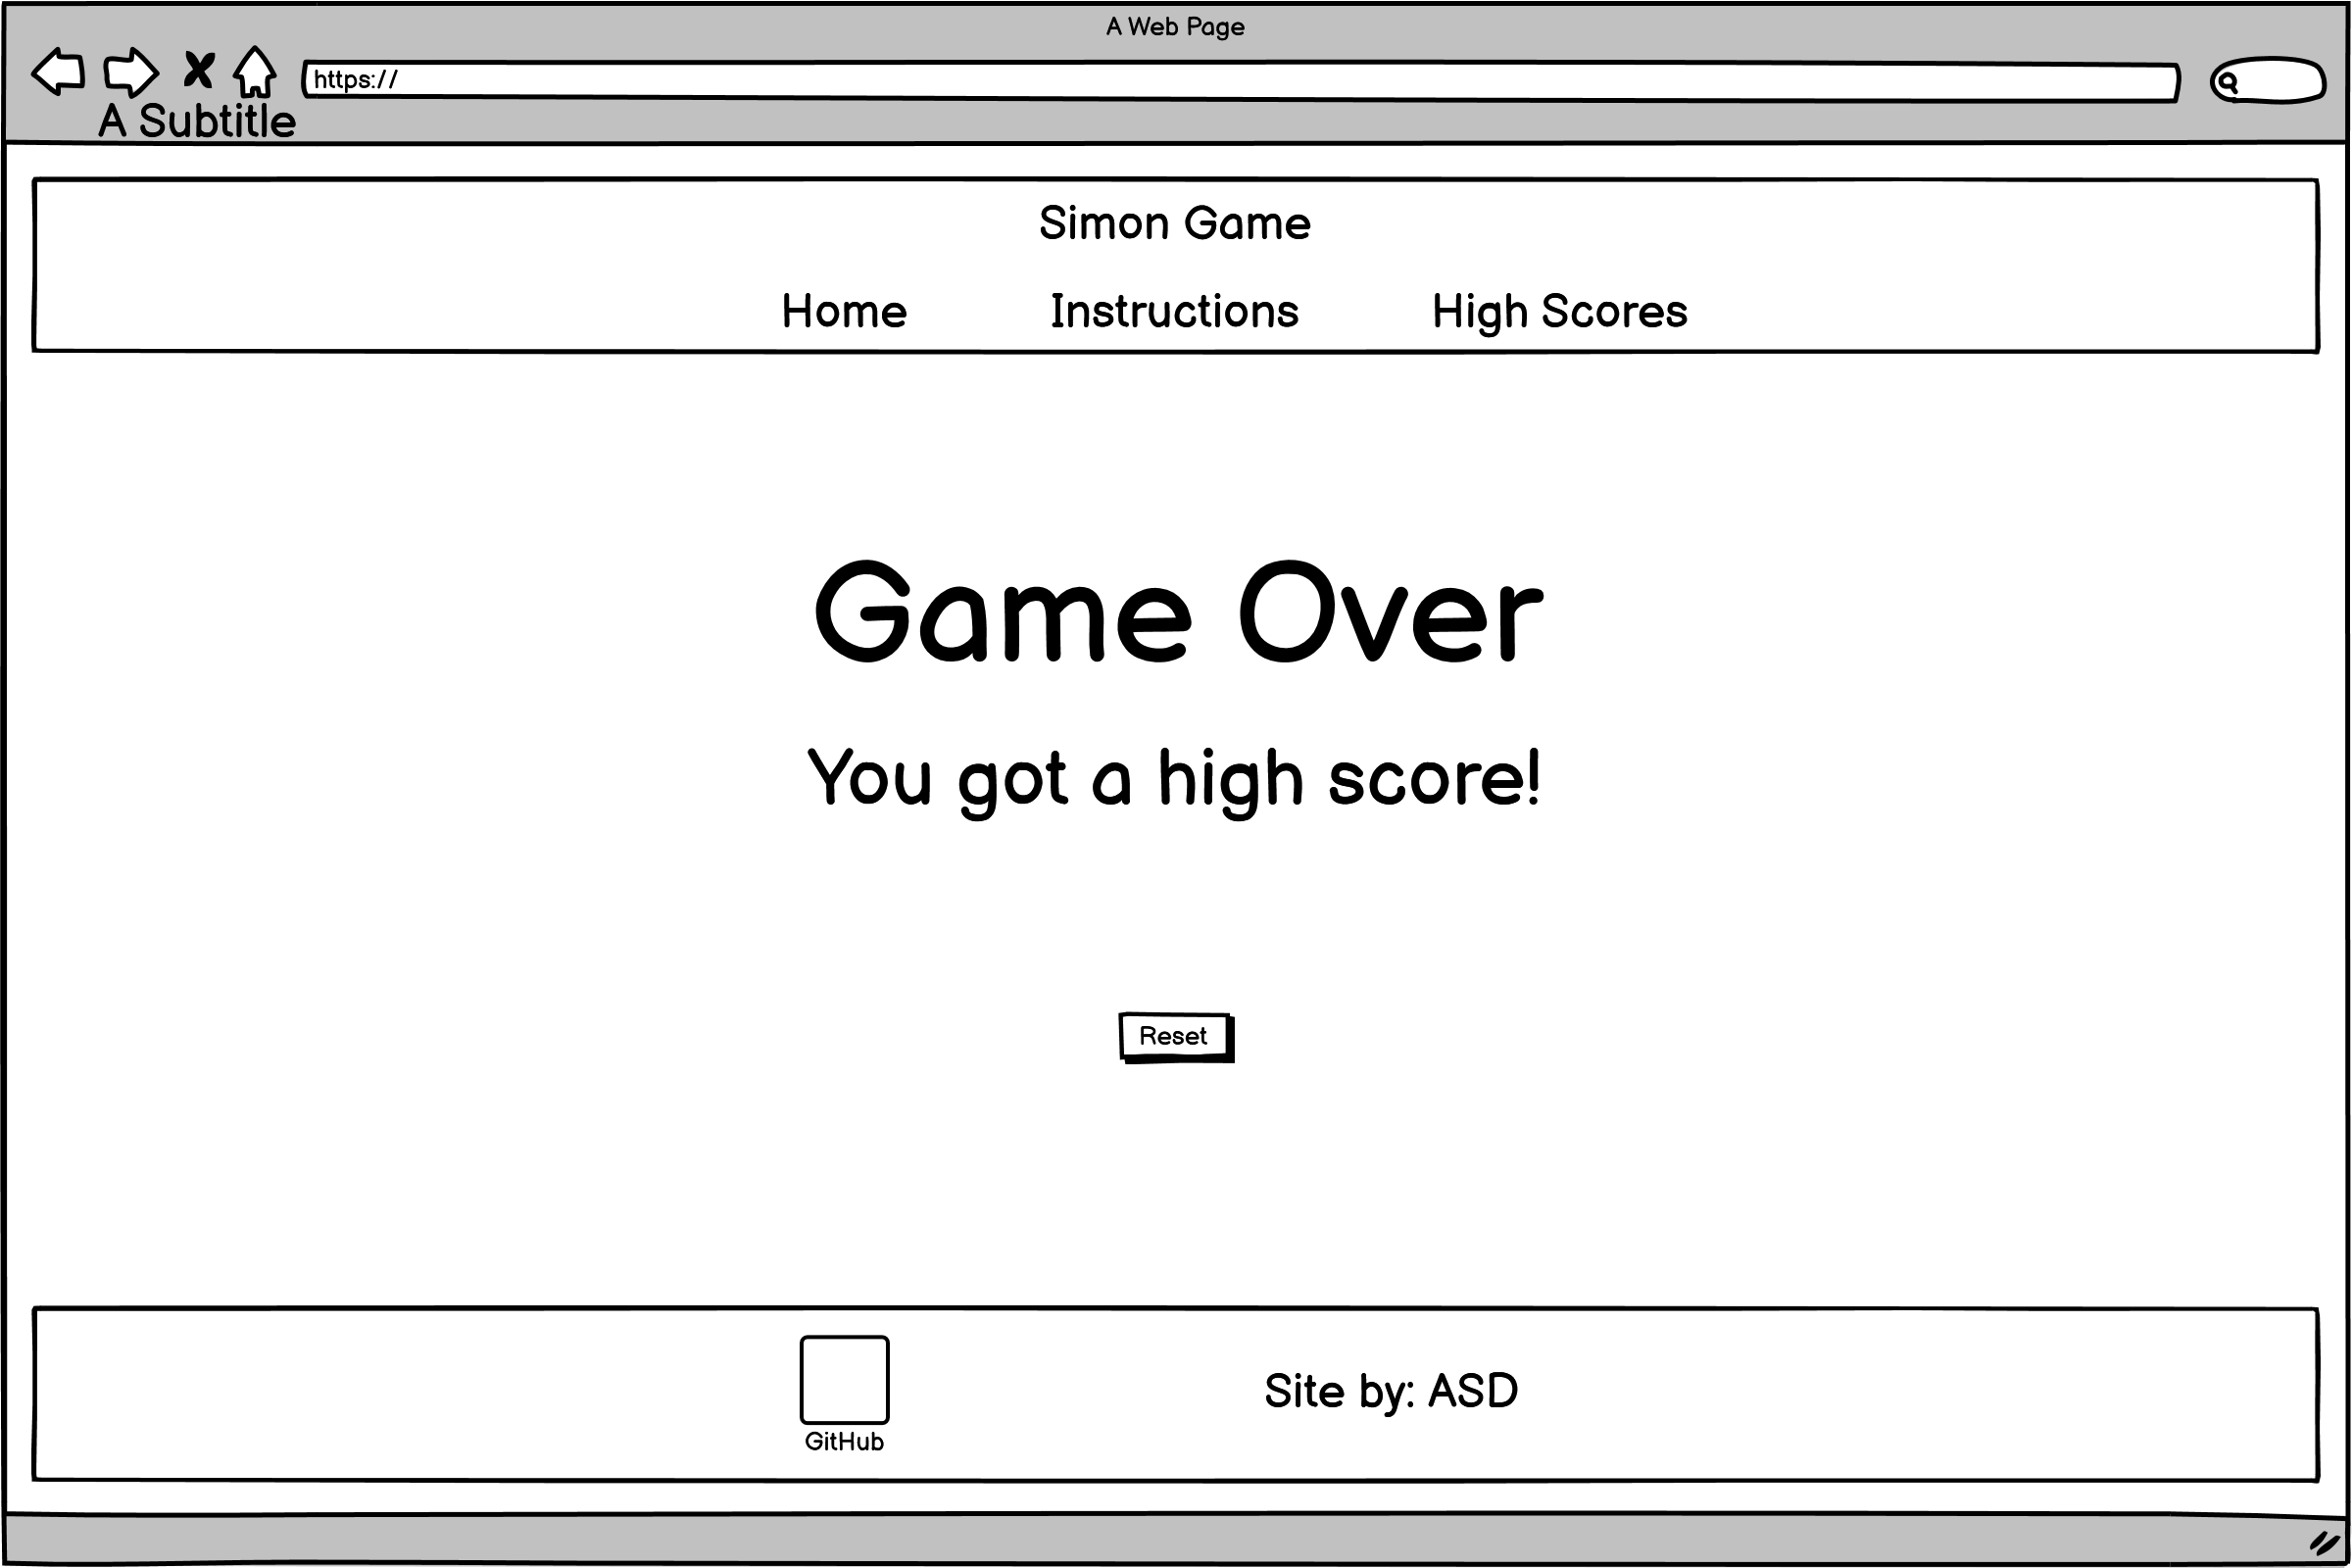 A Web Page
https://
A Subtitle
Simon Game
Home Instructions High Scores
Game Over
You got a high score!
Reset
Site by: ASD
GitHub